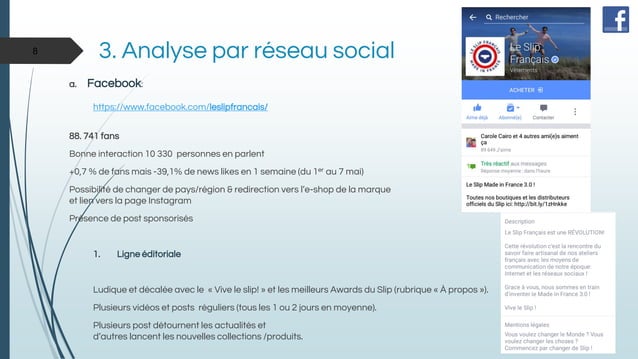 8
3. Analyse par réseau social
a. Facebook:
https://www.facebook.com/leslipfrancais/
88. 741 fans
Bonne interaction 10 330 personnes en parlent
+0,7 % de fans mais -39,1% de news likes en 1 semaine (du 1er au 7 mai)
Possibilité de changer de pays/région & redirection vers l'e-shop de la marque
et lien vers la page Instagram
Présence de post sponsorisés
1. Ligne éditoriale
Ludique et décalée avec le « Vive le slip! » et les meilleurs Awards du Slip (rubrique « À propos »).
Plusieurs vidéos et posts réguliers (tous les 1 ou 2 jours en moyenne).
Plusieurs post détournent les actualités et
d'autres lancent les nouvelles collections /produits.
Rechercher
LE SLIP FRANÇAIS
MADE IN FRANCE
Le Slip
Français
Vêtements
ACHETER
Aime déjà
Abonné(e)
Contacter
Carole Cairo et 4 autres ami(e)s aiment
ça
89 649 J'aime
Très réactif aux messages
Réponse moyenne : dans l'heure
Le Slip Made in France 3.0 !
Toutes nos boutiques et les distributeurs
officiels du Slip ici: http://bit.ly/1zHnkke
Description
Le Slip Français est une RÉVOLUTION!
Cette révolution c'est la rencontre du
savoir faire artisanal de nos ateliers
français avec les moyens de
communication de notre époque:
Internet et les réseaux sociaux !
Grace à vous, nous sommes en train
d'inventer le Made in France 3.0 !
Vive le Slip !
Mentions légales
Vous voulez changer le Monde ? Vous
voulez changer les choses ?
Commencez par changer de Slip !